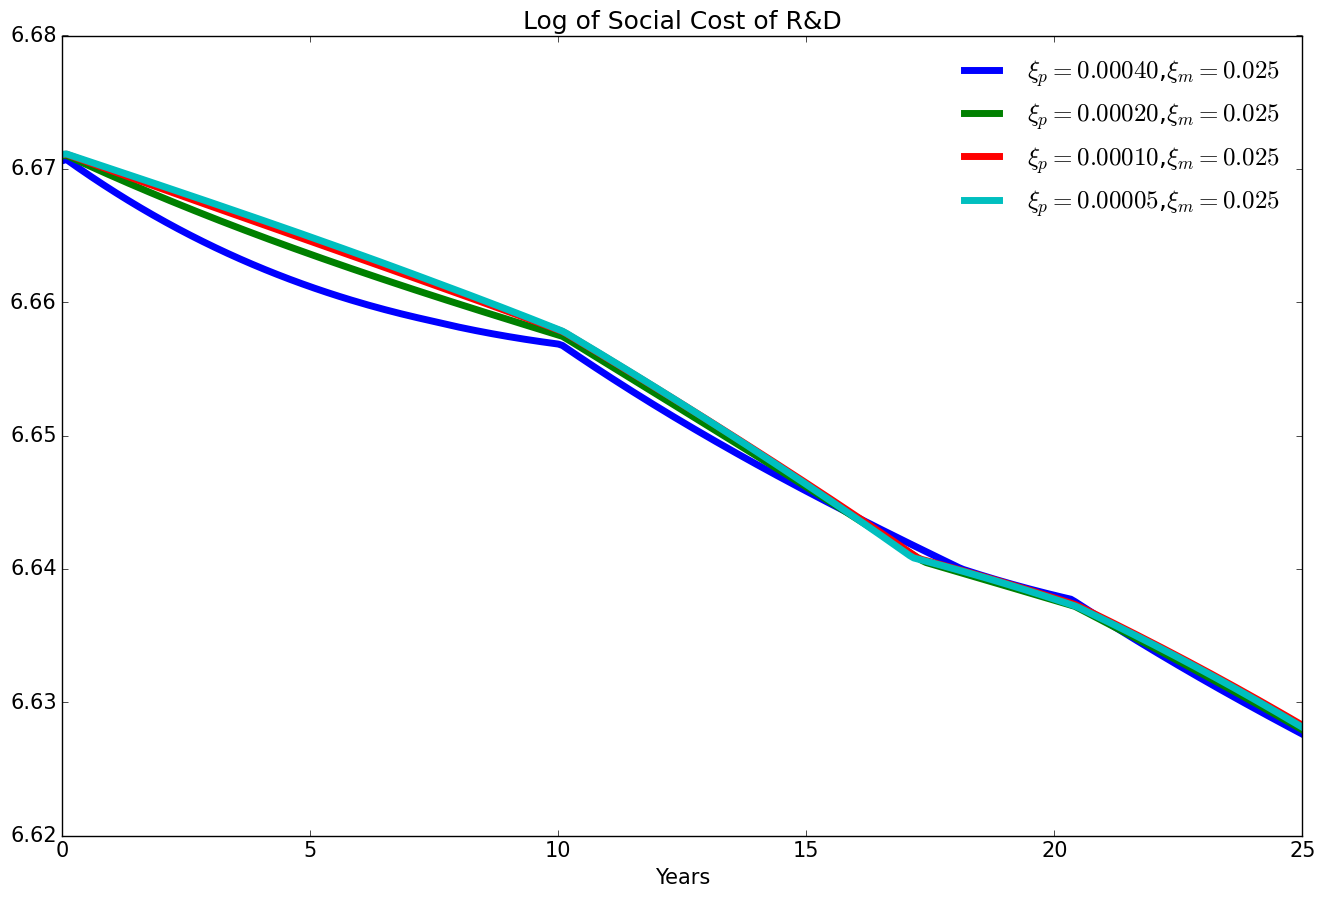 Log of Social Cost of R&D
6.68
6.67
6.66
6.65
6.64
6.63
6.62
ξp = 0.00040,ξm = 0.025
ξp = 0.00020,ξm = 0.025
ξp = 0.00010,ξm = 0.025
ξp = 0.00005,ξm = 0.025
0 5 10 15 20 25
Years